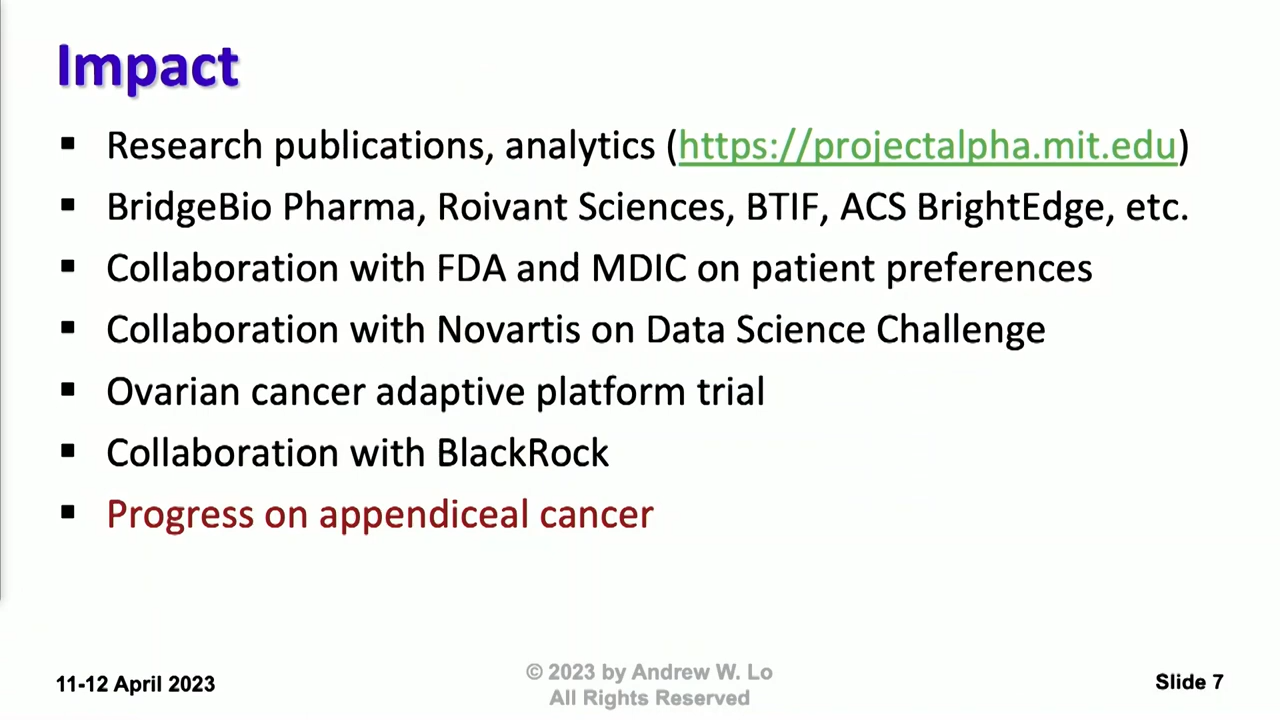 Impact
▪ Research publications, analytics (https://projectalpha.mit.edu)
▪ BridgeBio Pharma, Roivant Sciences, BTIF, ACS BrightEdge, etc.
▪ Collaboration with FDA and MDIC on patient preferences
▪ Collaboration with Novartis on Data Science Challenge
▪ Ovarian cancer adaptive platform trial
▪ Collaboration with BlackRock
▪ Progress on appendiceal cancer
11-12 April 2023
© 2023 by Andrew W. Lo
All Rights Reserved
Slide 7